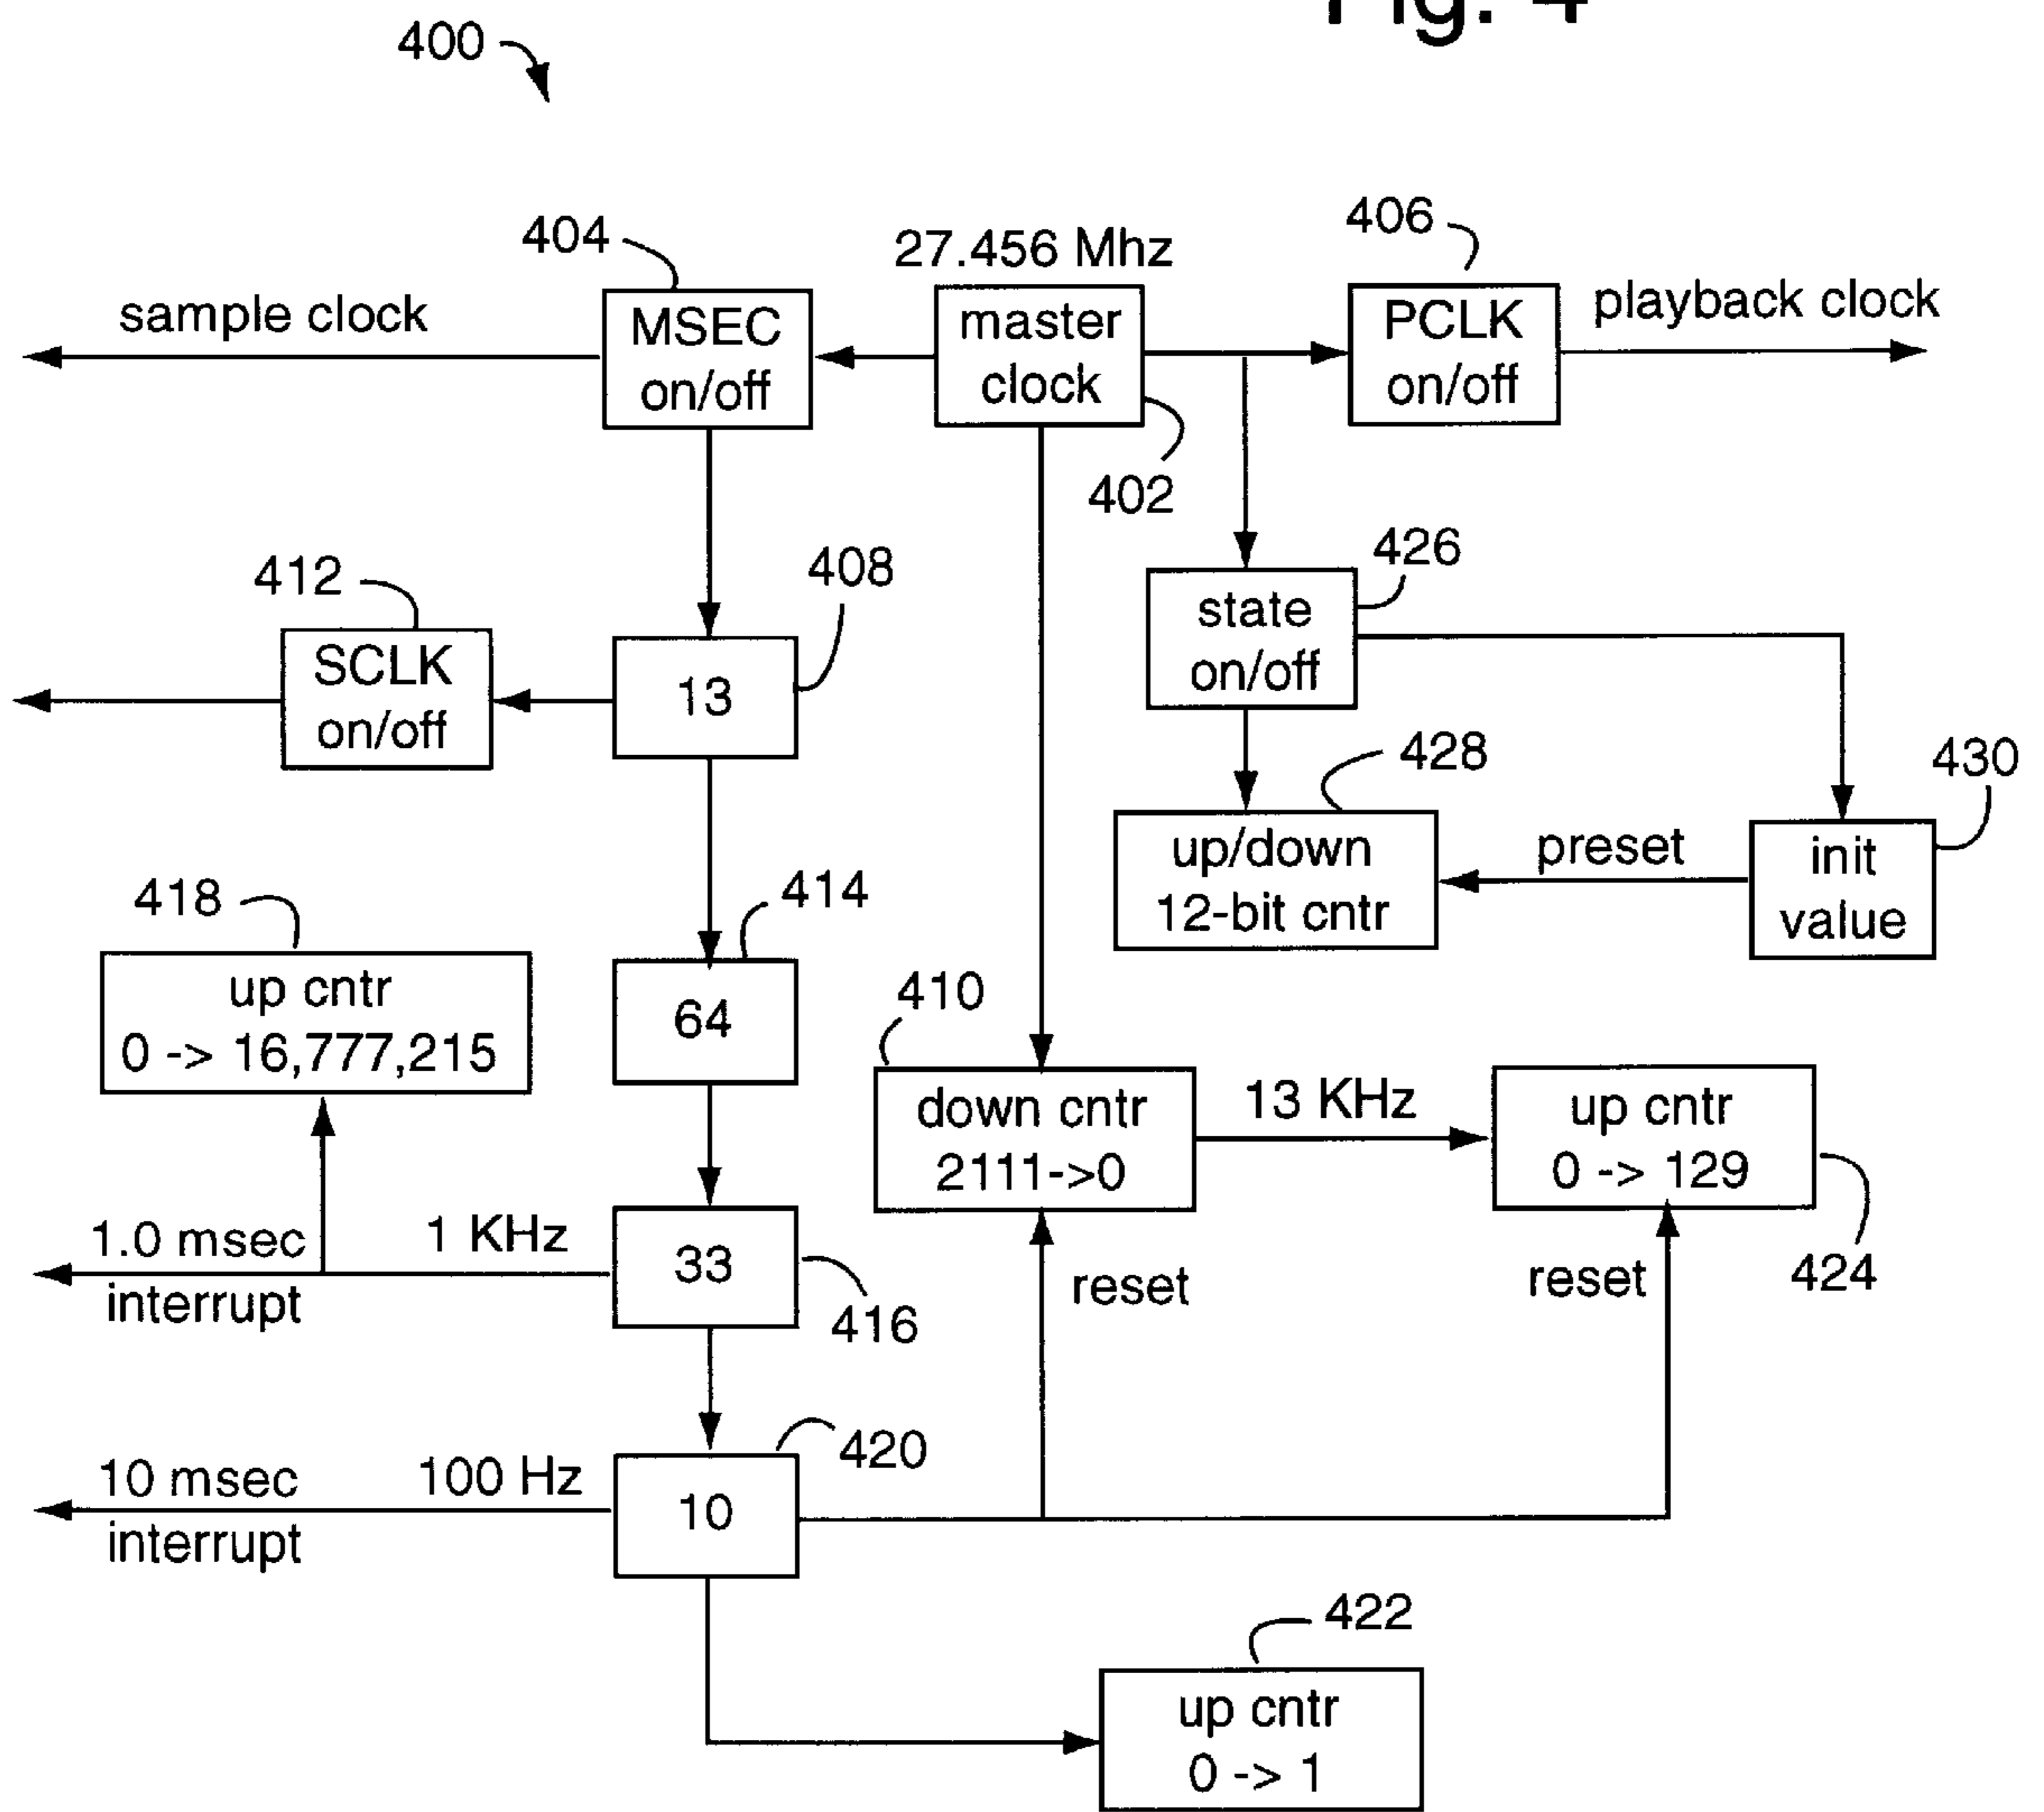 Fig. 4
400
404
27.456 Mhz
406
sample clock
MSEC
on/off
master
clock
PCLK
on/off
playback clock
402
412
408
426
SCLK
on/off
13
state
on/off
428
430
418
414
up/down
12-bit cntr
preset
init
value
up cntr
0 -> 16,777,215
64
410
down cntr
2111->0
13 KHz
up cntr
0 -> 129
1.0 msec
interrupt
1 KHz
33
416
reset
reset
424
10 msec
interrupt
100 Hz
10
420
422
up cntr
0 -> 1